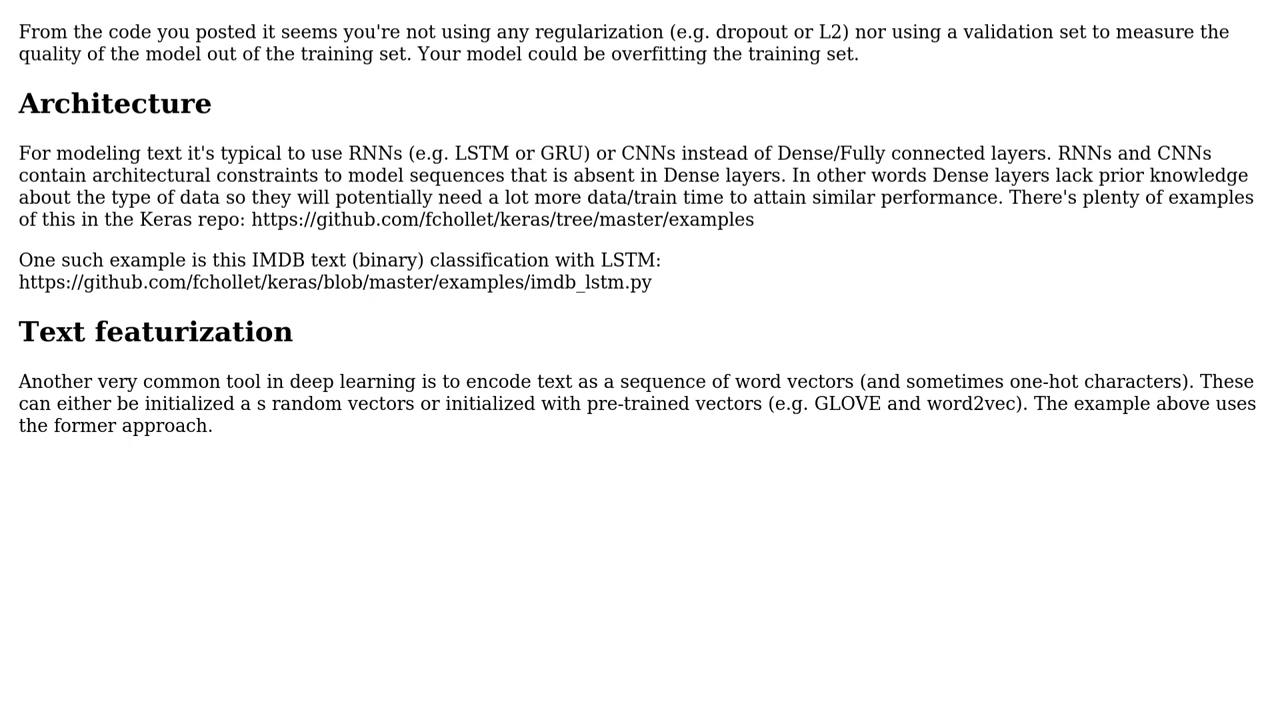 From the code you posted it seems you're not using any regularization (e.g. dropout or L2) nor using a validation set to measure the
quality of the model out of the training set. Your model could be overfitting the training set.
Architecture
For modeling text it's typical to use RNNs (e.g. LSTM or GRU) or CNNs instead of Dense/Fully connected layers. RNNs and CNNs
contain architectural constraints to model sequences that is absent in Dense layers. In other words Dense layers lack prior knowledge
about the type of data so they will potentially need a lot more data/train time to attain similar performance. There's plenty of examples
of this in the Keras repo: https://github.com/fchollet/keras/tree/master/examples
One such example is this IMDB text (binary) classification with LSTM:
https://github.com/fchollet/keras/blob/master/examples/imdb_lstm.py
Text featurization
Another very common tool in deep learning is to encode text as a sequence of word vectors (and sometimes one-hot characters). These
can either be initialized a s random vectors or initialized with pre-trained vectors (e.g. GLOVE and word2vec). The example above uses
the former approach.